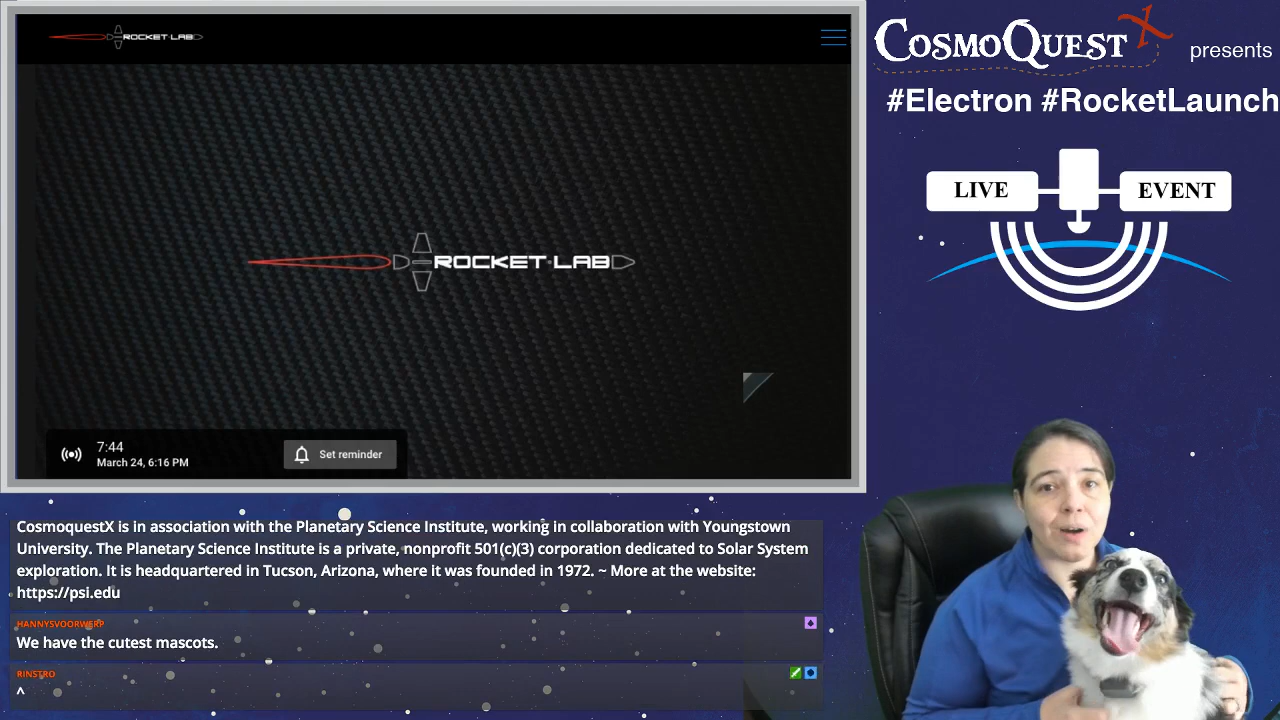 ROCKET LAB
COSMOQUEST X presents
#Electron #RocketLaunch
LIVE EVENT
ROCKET LAB
7:44
March 24, 6:16 PM
Set reminder
CosmoquestX is in association with the Planetary Science Institute, working in collaboration with Youngstown
University. The Planetary Science Institute is a private, nonprofit 501(c)(3) corporation dedicated to Solar System
exploration. It is headquartered in Tucson, Arizona, where it was founded in 1972. ~ More at the website:
https://psi.edu
HANNYSVOORWERP
We have the cutest mascots.
RINSTRO
^